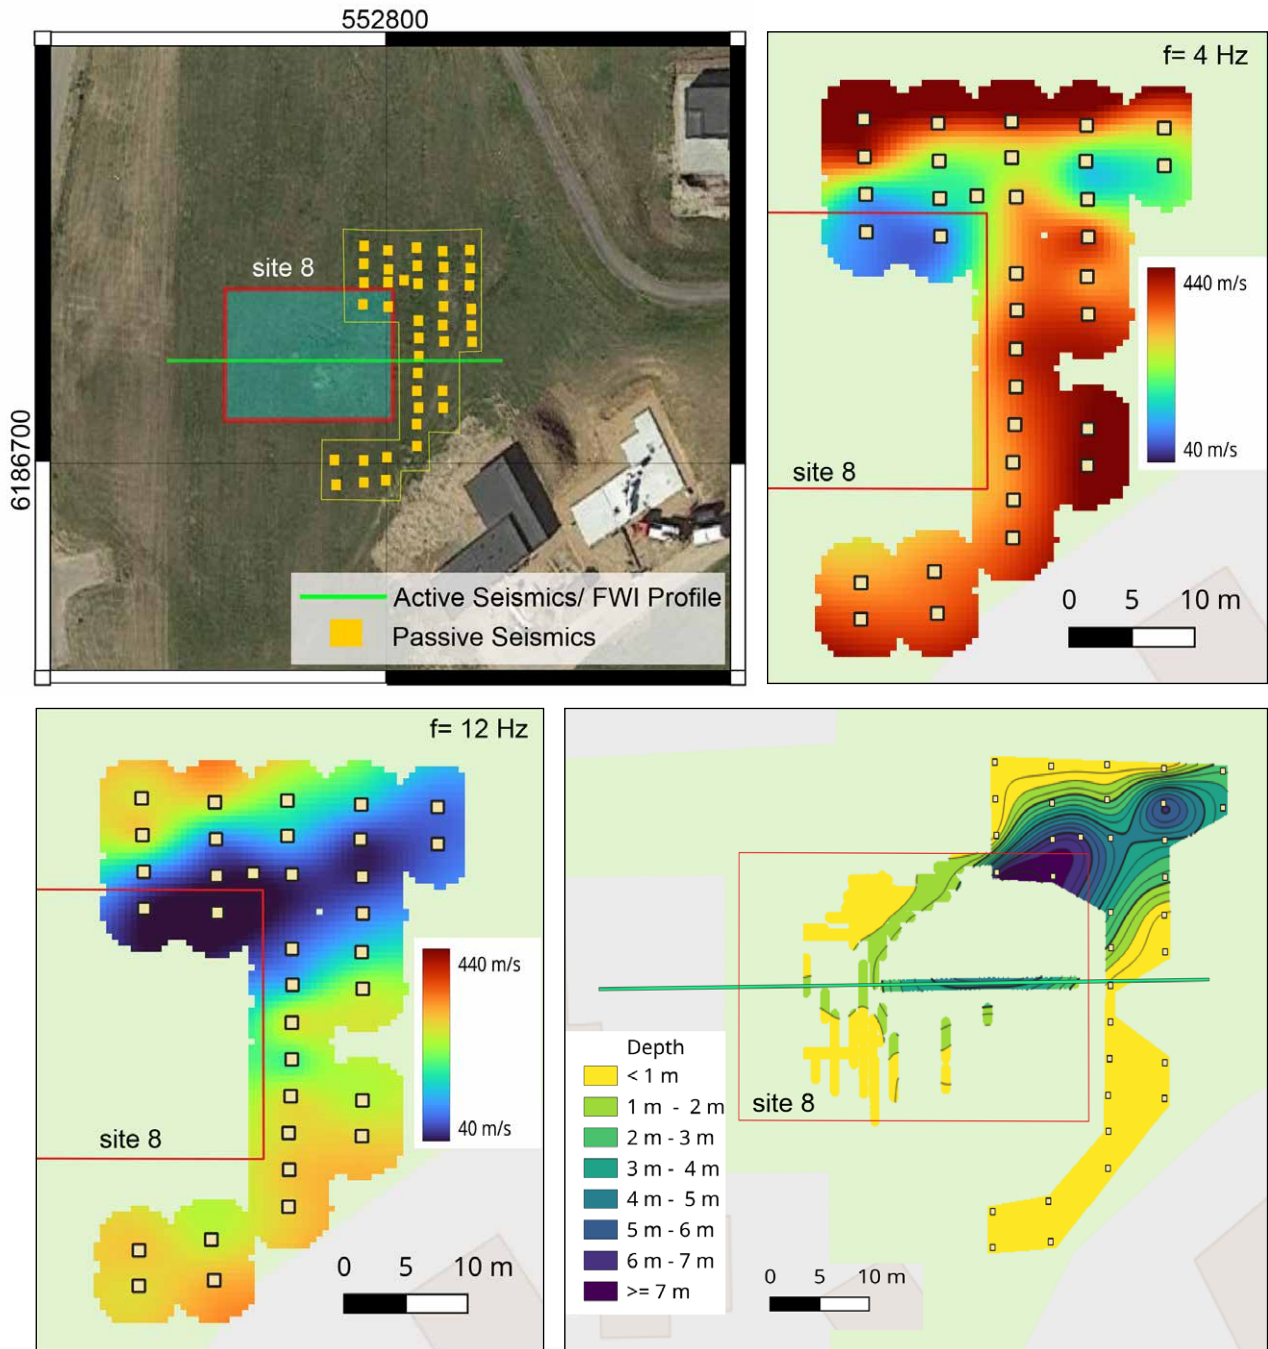 552800
6186700
site 8
Active Seismics/ FWI Profile
Passive Seismics
f= 4 Hz
440 m/s
40 m/s
site 8
0 5 10 m
f= 12 Hz
440 m/s
40 m/s
site 8
0 5 10 m
Depth
< 1 m
1 m - 2 m
2 m - 3 m
3 m - 4 m
4 m - 5 m
5 m - 6 m
6 m - 7 m
>= 7 m
site 8
0 5 10 m